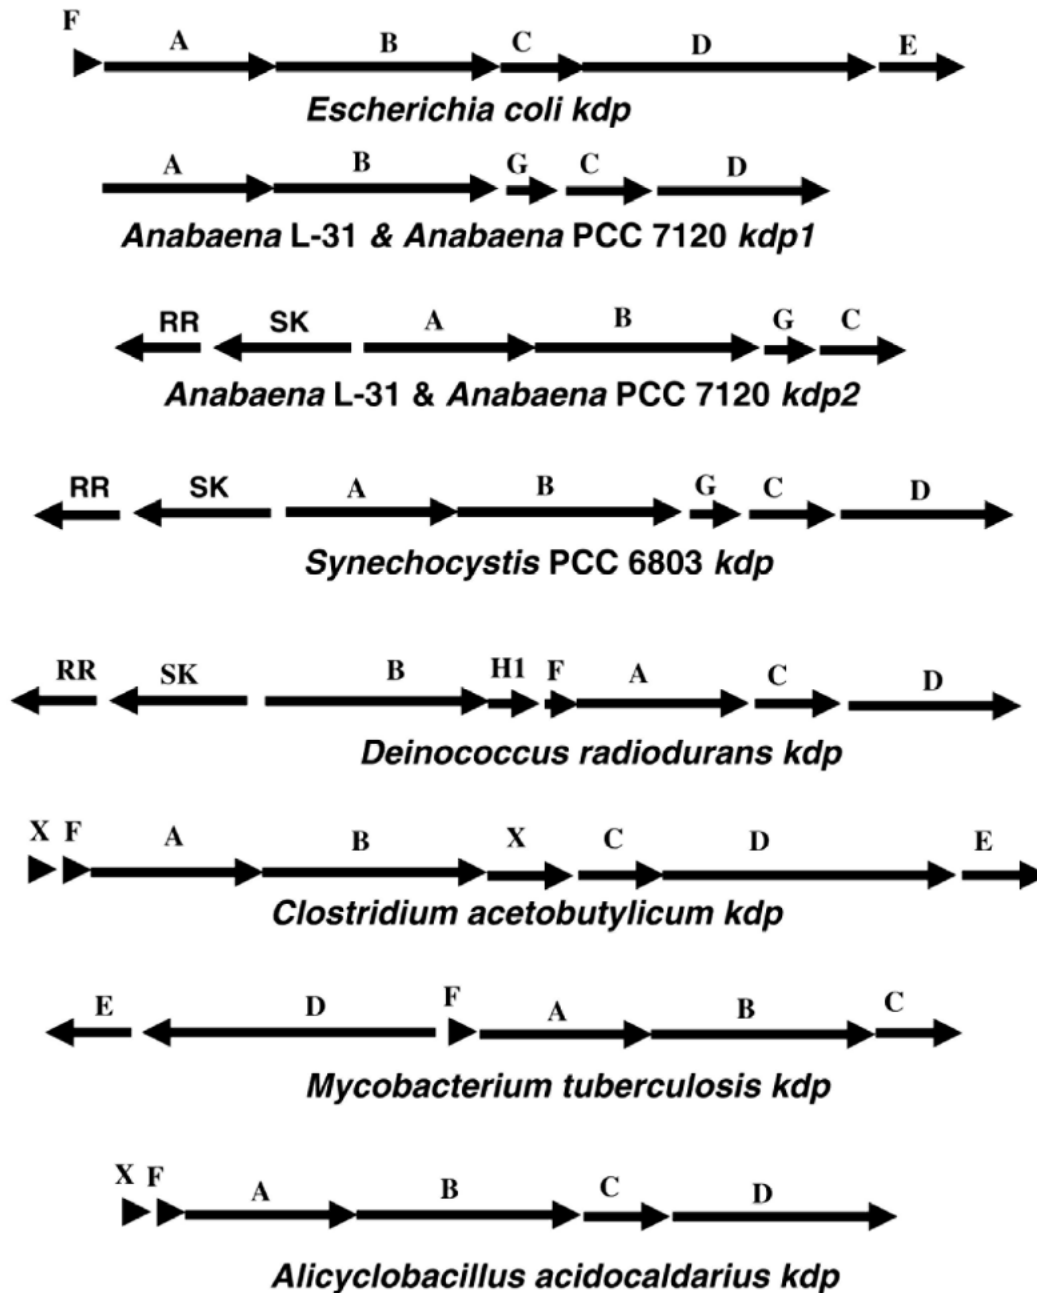 F A B C D E
Escherichia coli kdp
A B G C D
Anabaena L-31 & Anabaena PCC 7120 kdp1
RR SK A B G C
Anabaena L-31 & Anabaena PCC 7120 kdp2
RR SK A B G C D
Synechocystis PCC 6803 kdp
RR SK B H1 F A C D
Deinococcus radiodurans kdp
X F A B X C D E
Clostridium acetobutylicum kdp
E D F A B C
Mycobacterium tuberculosis kdp
X F A B C D
Alicyclobacillus acidocaldarius kdp